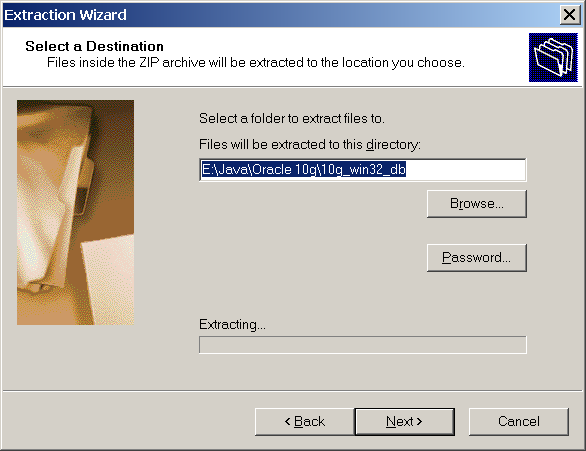 Extraction Wizard
Select a Destination
Files inside the ZIP archive will be extracted to the location you choose.
Select a folder to extract files to.
Files will be extracted to this directory:
E:\Java\Oracle 10g\10g_win32_db
Browse...
Password...
Extracting...
< Back
Next >
Cancel